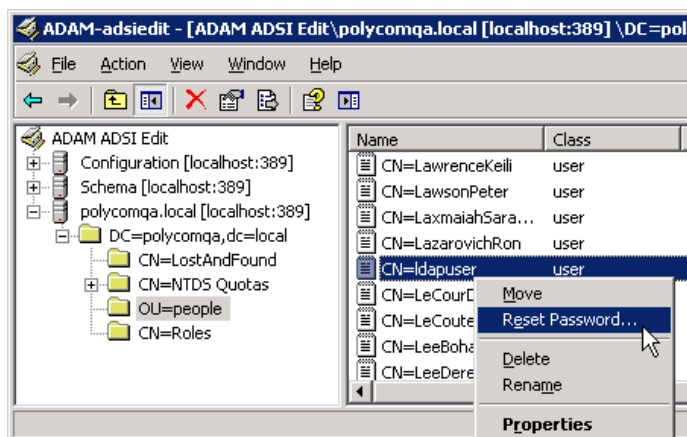 ADAM-adsiedit - [ADAM ADSI Edit\polycomqa.local [localhost:389] \DC=pol
File Action View Window Help
ADAM ADSI Edit
Configuration [localhost:389]
Schema [localhost:389]
polycomqa.local [localhost:389]
DC=polycomqa,dc=local
CN=LostAndFound
CN=NTDS Quotas
OU=people
CN=Roles
Name Class
CN=LawrenceKeili user
CN=LawsonPeter user
CN=LaxmaiahSara... user
CN=LazarovichRon user
CN=ldapuser user
CN=LeCourD
CN=LeCoute
CN=LeeBoha
CN=LeeDere
Move
Reset Password...
Delete
Rename
Properties